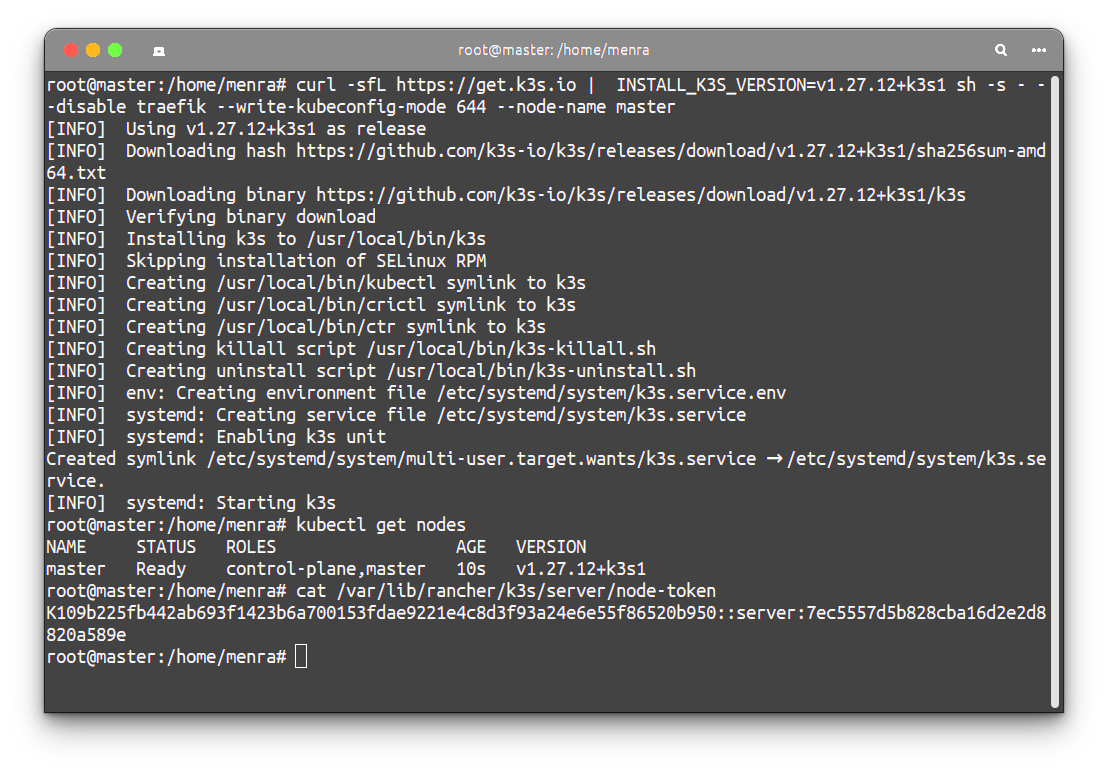 root@master: /home/menra
root@master:/home/menra# curl -sfL https://get.k3s.io |  INSTALL_K3S_VERSION=v1.27.12+k3s1 sh -s - -
-disable traefik --write-kubeconfig-mode 644 --node-name master
[INFO]  Using v1.27.12+k3s1 as release
[INFO]  Downloading hash https://github.com/k3s-io/k3s/releases/download/v1.27.12+k3s1/sha256sum-amd
64.txt
[INFO]  Downloading binary https://github.com/k3s-io/k3s/releases/download/v1.27.12+k3s1/k3s
[INFO]  Verifying binary download
[INFO]  Installing k3s to /usr/local/bin/k3s
[INFO]  Skipping installation of SELinux RPM
[INFO]  Creating /usr/local/bin/kubectl symlink to k3s
[INFO]  Creating /usr/local/bin/crictl symlink to k3s
[INFO]  Creating /usr/local/bin/ctr symlink to k3s
[INFO]  Creating killall script /usr/local/bin/k3s-killall.sh
[INFO]  Creating uninstall script /usr/local/bin/k3s-uninstall.sh
[INFO]  env: Creating environment file /etc/systemd/system/k3s.service.env
[INFO]  systemd: Creating service file /etc/systemd/system/k3s.service
[INFO]  systemd: Enabling k3s unit
Created symlink /etc/systemd/system/multi-user.target.wants/k3s.service → /etc/systemd/system/k3s.se
rvice.
[INFO]  systemd: Starting k3s
root@master:/home/menra# kubectl get nodes
NAME     STATUS   ROLES                  AGE   VERSION
master   Ready    control-plane,master   10s   v1.27.12+k3s1
root@master:/home/menra# cat /var/lib/rancher/k3s/server/node-token
K109b225fb442ab693f1423b6a700153fdae9221e4c8d3f93a24e6e55f86520b950::server:7ec5557d5b828cba16d2e2d8
820a589e
root@master:/home/menra#